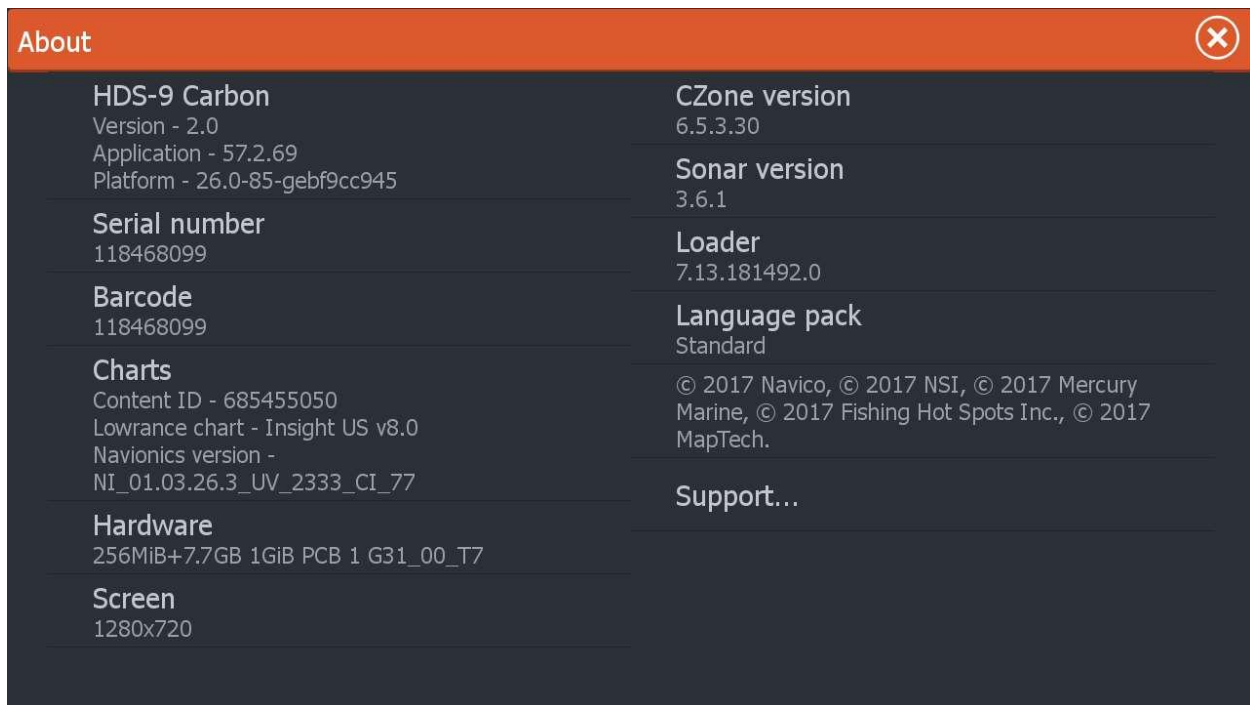 About
HDS-9 Carbon
Version - 2.0
Application - 57.2.69
Platform - 26.0-85-gebf9cc945
Serial number
118468099
Barcode
118468099
Charts
Content ID - 685455050
Lowrance chart - Insight US v8.0
Navionics version -
NI_01.03.26.3_UV_2333_CI_77
Hardware
256MiB+7.7GB 1GiB PCB 1 G31_00_T7
Screen
1280x720
CZone version
6.5.3.30
Sonar version
3.6.1
Loader
7.13.181492.0
Language pack
Standard
© 2017 Navico, © 2017 NSI, © 2017 Mercury
Marine, © 2017 Fishing Hot Spots Inc., © 2017
MapTech.
Support...